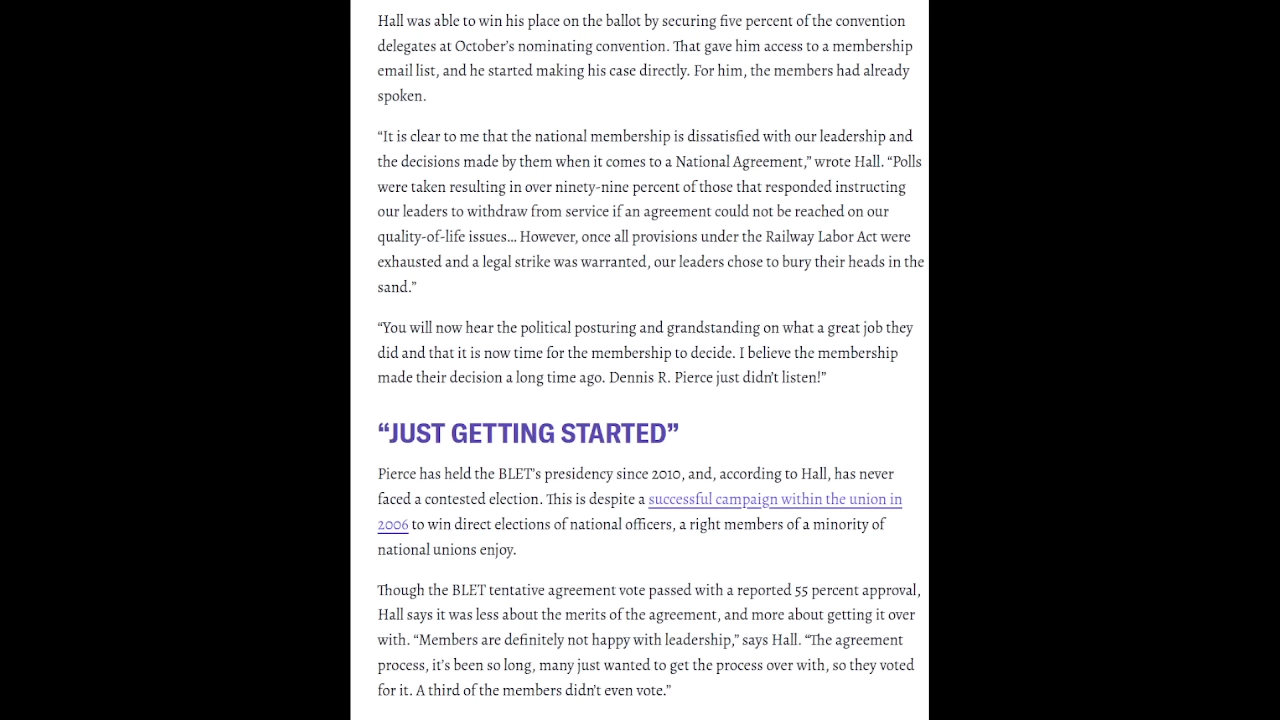 Hall was able to win his place on the ballot by securing five percent of the convention
delegates at October’s nominating convention. That gave him access to a membership
email list, and he started making his case directly. For him, the members had already
spoken.
“It is clear to me that the national membership is dissatisfied with our leadership and
the decisions made by them when it comes to a National Agreement,” wrote Hall. “Polls
were taken resulting in over ninety-nine percent of those that responded instructing
our leaders to withdraw from service if an agreement could not be reached on our
quality-of-life issues… However, once all provisions under the Railway Labor Act were
exhausted and a legal strike was warranted, our leaders chose to bury their heads in the
sand.”
“You will now hear the political posturing and grandstanding on what a great job they
did and that it is now time for the membership to decide. I believe the membership
made their decision a long time ago. Dennis R. Pierce just didn’t listen!”
“JUST GETTING STARTED”
Pierce has held the BLET’s presidency since 2010, and, according to Hall, has never
faced a contested election. This is despite a successful campaign within the union in
2006 to win direct elections of national officers, a right members of a minority of
national unions enjoy.
Though the BLET tentative agreement vote passed with a reported 55 percent approval,
Hall says it was less about the merits of the agreement, and more about getting it over
with. “Members are definitely not happy with leadership,” says Hall. “The agreement
process, it’s been so long, many just wanted to get the process over with, so they voted
for it. A third of the members didn’t even vote.”